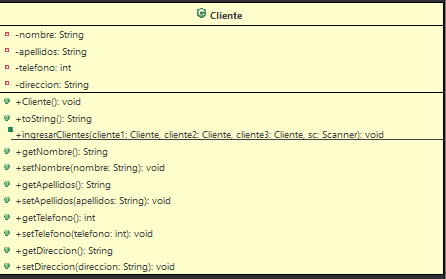 Cliente
-nombre: String
-apellidos: String
-telefono: int
-direccion: String
+Cliente(): void
+toString(): String
+ingresarClientes(cliente1: Cliente, cliente2: Cliente, cliente3: Cliente, sc: Scanner): void
+getNombre(): String
+setNombre(nombre: String): void
+getApellidos(): String
+setApellidos(apellidos: String): void
+getTelefono(): int
+setTelefono(telefono: int): void
+getDireccion(): String
+setDireccion(direccion: String): void